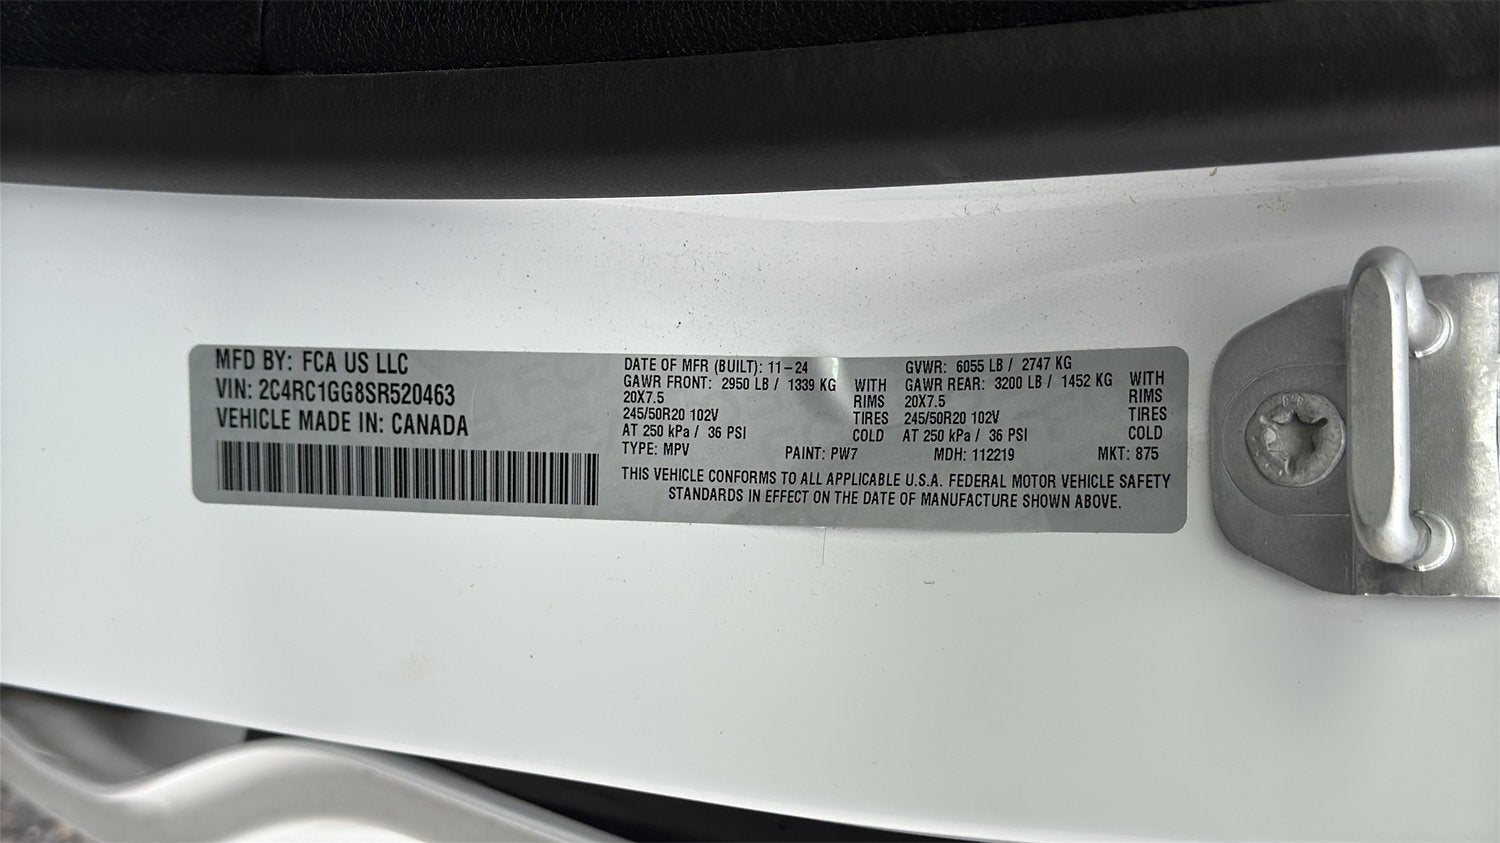 MFD BY: FCA US LLC
VIN: 2C4RC1GG8SR520463
VEHICLE MADE IN: CANADA
DATE OF MFR (BUILT): 11-24
GAWR FRONT: 2950 LB / 1339 KG WITH
20X7.5 RIMS
245/50R20 102V TIRES
AT 250 kPa / 36 PSI COLD
GVWR: 6055 LB / 2747 KG
GAWR REAR: 3200 LB / 1452 KG WITH
20X7.5 RIMS
245/50R20 102V TIRES
AT 250 kPa / 36 PSI COLD
TYPE: MPV PAINT: PW7 MDH: 112219 MKT: 875
THIS VEHICLE CONFORMS TO ALL APPLICABLE U.S.A. FEDERAL MOTOR VEHICLE SAFETY
STANDARDS IN EFFECT ON THE DATE OF MANUFACTURE SHOWN ABOVE.